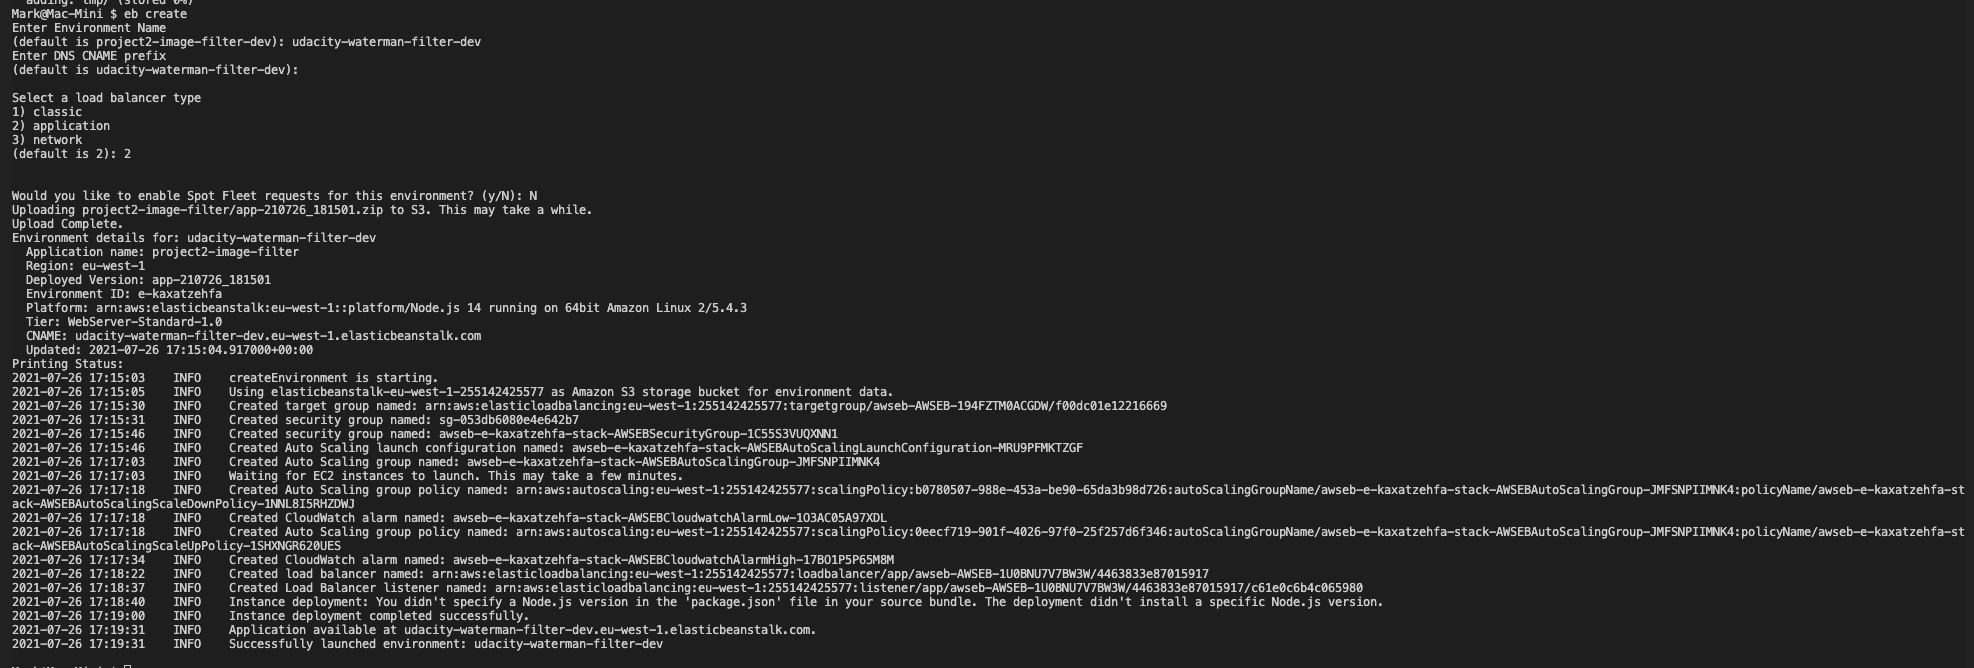 adding: tmp/ (stored 0%)
Mark@Mac-Mini $ eb create
Enter Environment Name
(default is project2-image-filter-dev): udacity-waterman-filter-dev
Enter DNS CNAME prefix
(default is udacity-waterman-filter-dev):
Select a load balancer type
1) classic
2) application
3) network
(default is 2): 2
Would you like to enable Spot Fleet requests for this environment? (y/N): N
Uploading project2-image-filter/app-210726_181501.zip to S3. This may take a while.
Upload Complete.
Environment details for: udacity-waterman-filter-dev
  Application name: project2-image-filter
  Region: eu-west-1
  Deployed Version: app-210726_181501
  Environment ID: e-kaxatzehfa
  Platform: arn:aws:elasticbeanstalk:eu-west-1::platform/Node.js 14 running on 64bit Amazon Linux 2/5.4.3
  Tier: WebServer-Standard-1.0
  CNAME: udacity-waterman-filter-dev.eu-west-1.elasticbeanstalk.com
  Updated: 2021-07-26 17:15:04.917000+00:00
Printing Status:
2021-07-26 17:15:03    INFO    createEnvironment is starting.
2021-07-26 17:15:05    INFO    Using elasticbeanstalk-eu-west-1-255142425577 as Amazon S3 storage bucket for environment data.
2021-07-26 17:15:30    INFO    Created target group named: arn:aws:elasticloadbalancing:eu-west-1:255142425577:targetgroup/awseb-AWSEB-194FZTM0ACGDW/f00dc01e12216669
2021-07-26 17:15:31    INFO    Created security group named: sg-053db6080e4e642b7
2021-07-26 17:15:46    INFO    Created security group named: awseb-e-kaxatzehfa-stack-AWSEBSecurityGroup-1C55S3VUQXNN1
2021-07-26 17:15:46    INFO    Created Auto Scaling launch configuration named: awseb-e-kaxatzehfa-stack-AWSEBAutoScalingLaunchConfiguration-MRU9PFMKTZGF
2021-07-26 17:17:03    INFO    Created Auto Scaling group named: awseb-e-kaxatzehfa-stack-AWSEBAutoScalingGroup-JMFSNPIIMNK4
2021-07-26 17:17:03    INFO    Waiting for EC2 instances to launch. This may take a few minutes.
2021-07-26 17:17:18    INFO    Created Auto Scaling group policy named: arn:aws:autoscaling:eu-west-1:255142425577:scalingPolicy:b0780507-988e-453a-be90-65da3b98d726:autoScalingGroupName/awseb-e-kaxatzehfa-stack-AWSEBAutoScalingGroup-JMFSNPIIMNK4:policyName/awseb-e-kaxatzehfa-st
ack-AWSEBAutoScalingScaleDownPolicy-1NNL8I5RHZDWJ
2021-07-26 17:17:18    INFO    Created CloudWatch alarm named: awseb-e-kaxatzehfa-stack-AWSEBCloudwatchAlarmLow-1O3AC05A97XDL
2021-07-26 17:17:18    INFO    Created Auto Scaling group policy named: arn:aws:autoscaling:eu-west-1:255142425577:scalingPolicy:0eecf719-901f-4026-97f0-25f257d6f346:autoScalingGroupName/awseb-e-kaxatzehfa-stack-AWSEBAutoScalingGroup-JMFSNPIIMNK4:policyName/awseb-e-kaxatzehfa-st
ack-AWSEBAutoScalingScaleUpPolicy-1SHXNGR620UES
2021-07-26 17:17:34    INFO    Created CloudWatch alarm named: awseb-e-kaxatzehfa-stack-AWSEBCloudwatchAlarmHigh-17BO1P5P65M8M
2021-07-26 17:18:22    INFO    Created load balancer named: arn:aws:elasticloadbalancing:eu-west-1:255142425577:loadbalancer/app/awseb-AWSEB-1U0BNU7V7BW3W/4463833e87015917
2021-07-26 17:18:37    INFO    Created Load Balancer listener named: arn:aws:elasticloadbalancing:eu-west-1:255142425577:listener/app/awseb-AWSEB-1U0BNU7V7BW3W/4463833e87015917/c61e0c6b4c065980
2021-07-26 17:18:40    INFO    Instance deployment: You didn't specify a Node.js version in the 'package.json' file in your source bundle. The deployment didn't install a specific Node.js version.
2021-07-26 17:19:00    INFO    Instance deployment completed successfully.
2021-07-26 17:19:31    INFO    Application available at udacity-waterman-filter-dev.eu-west-1.elasticbeanstalk.com.
2021-07-26 17:19:31    INFO    Successfully launched environment: udacity-waterman-filter-dev